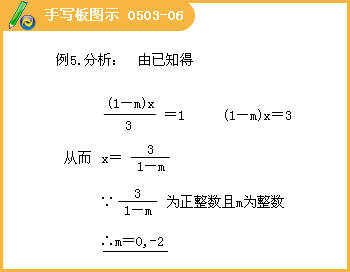 手写板图示 0503-06
例5.分析： 由已知得
(1－m)x/3 ＝1 (1－m)x＝3
从而 x＝ 3/1－m
∵ 3/1－m 为正整数且m为整数
∴m＝0,-2